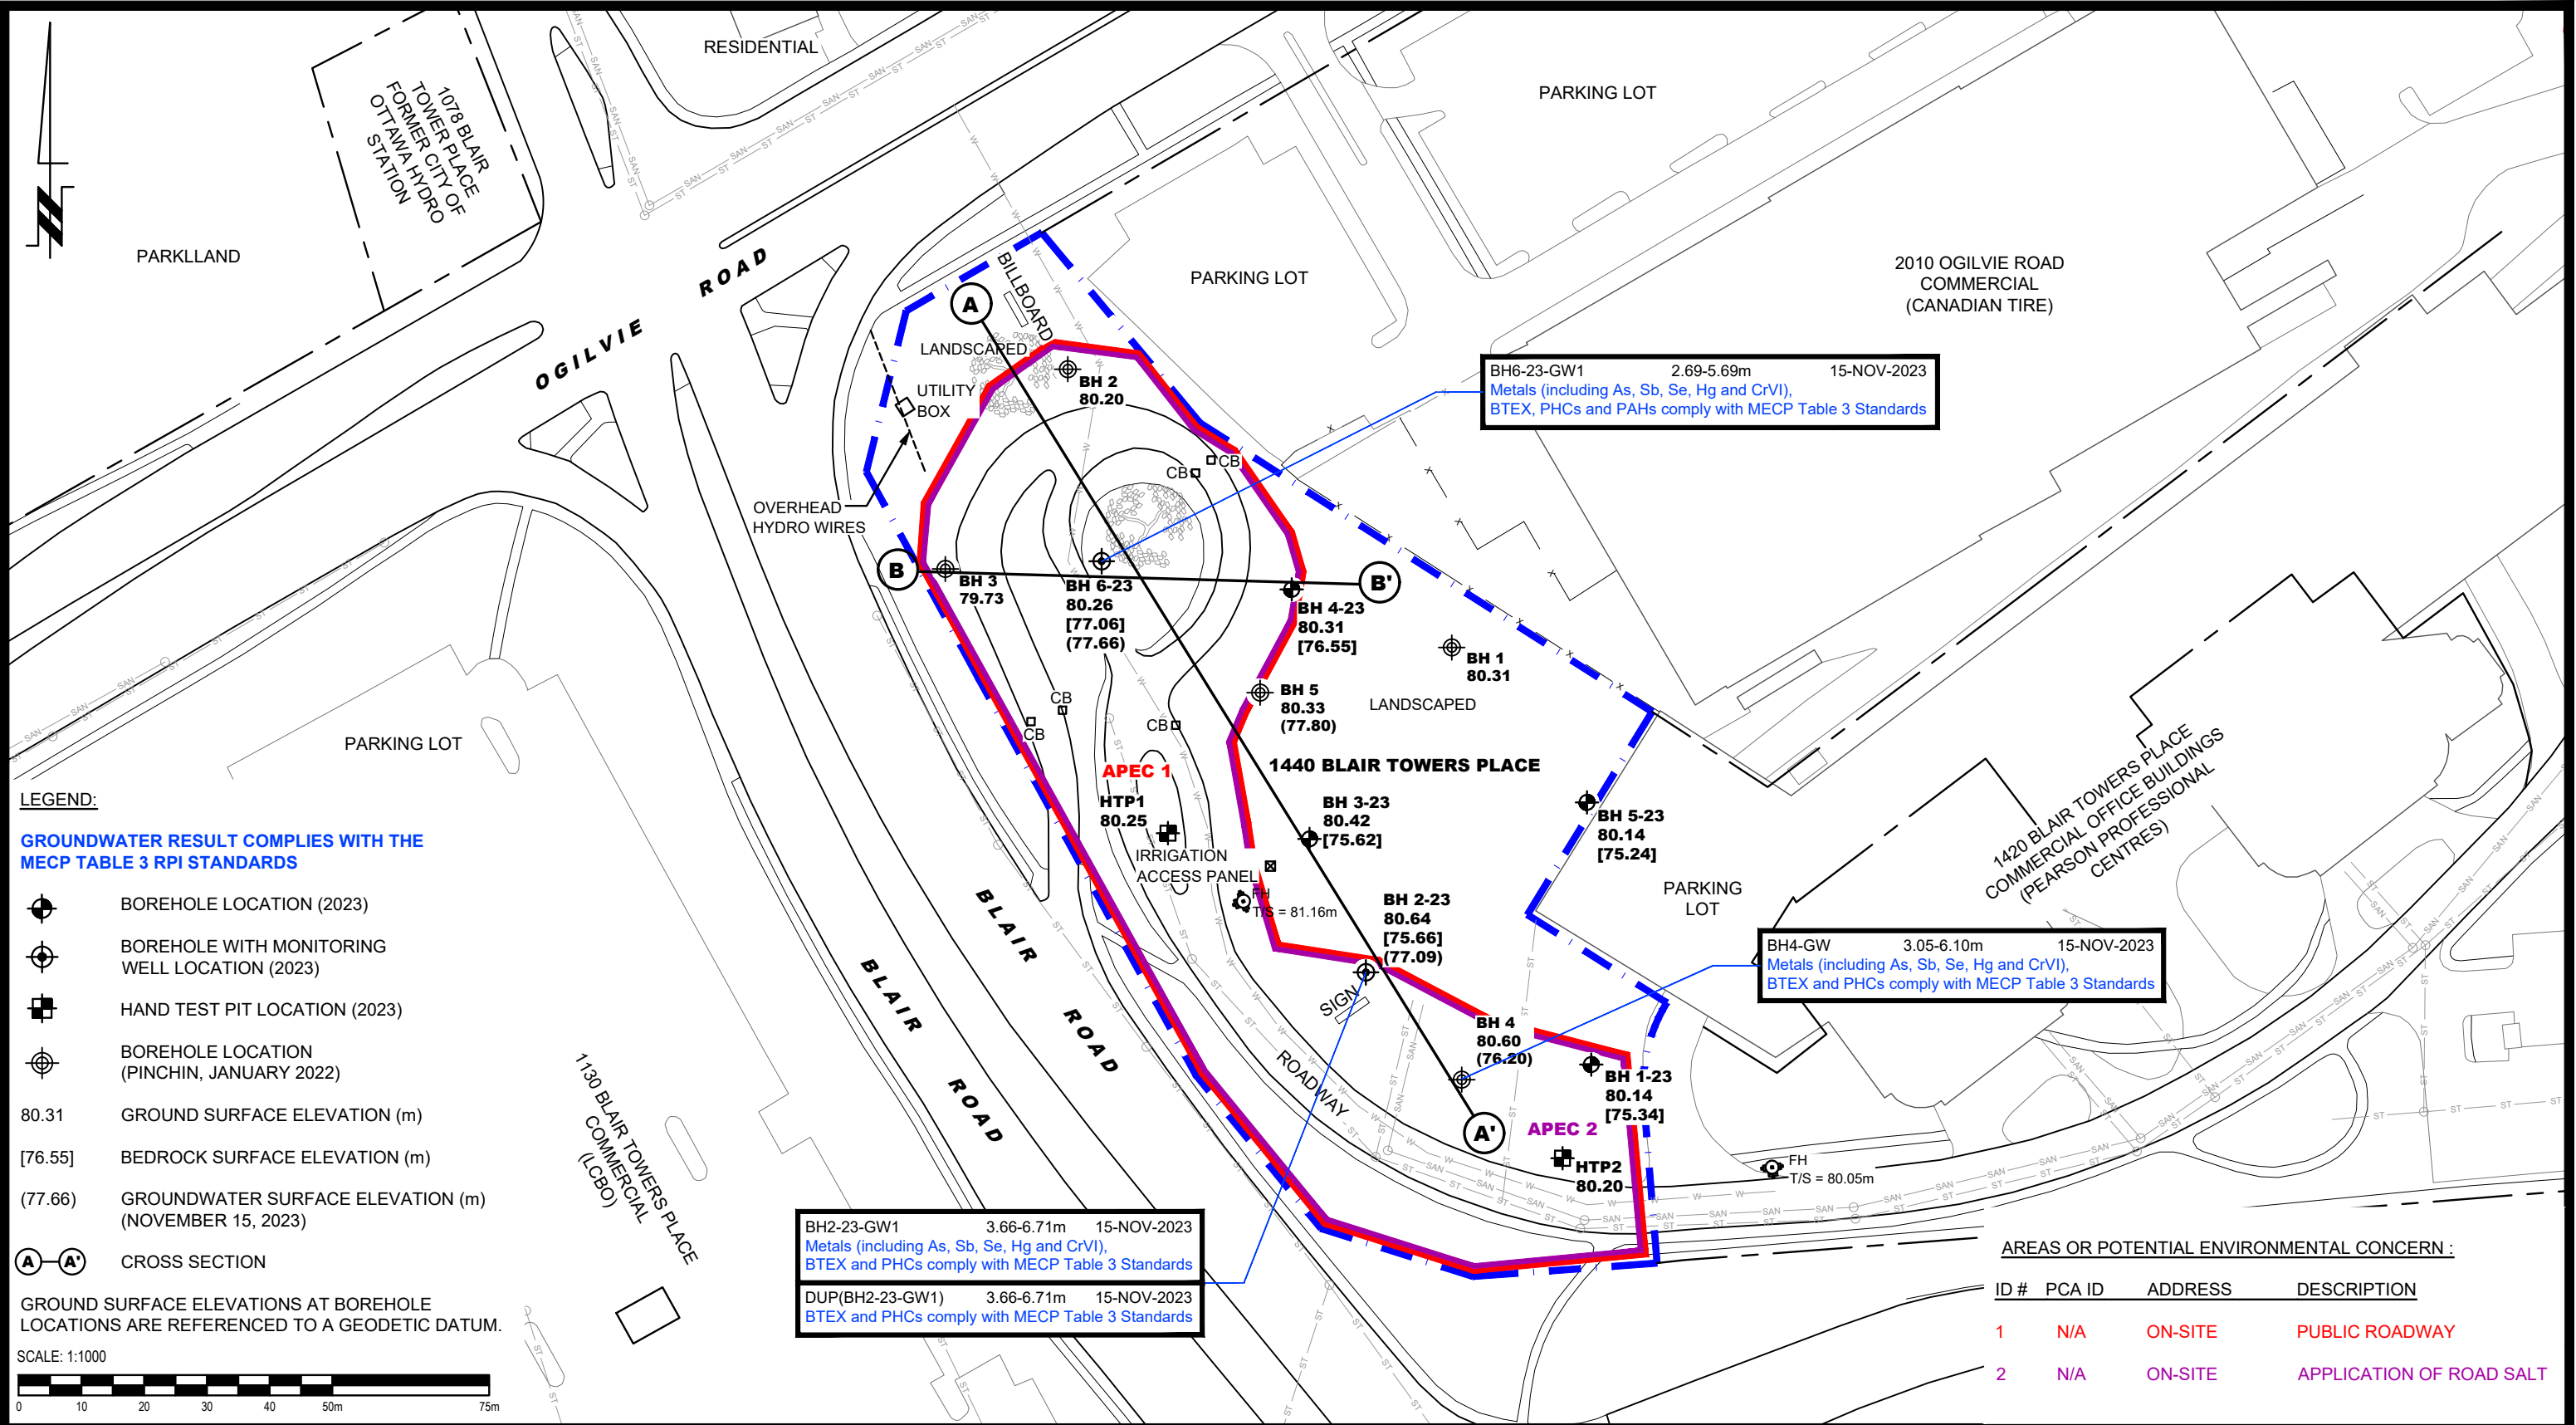 RESIDENTIAL
PARKING LOT
1078 BLAIR
TOWER PLACE
FORMER CITY OF
OTTAWA HYDRO
STATION
PARKLLAND
OGILVIE ROAD
PARKING LOT
2010 OGILVIE ROAD
COMMERCIAL
(CANADIAN TIRE)
BILLBOARD
A
LANDSCAPED
UTILITY
BOX
BH 2
80.20
BH6-23-GW1 2.69-5.69m 15-NOV-2023
Metals (including As, Sb, Se, Hg and CrVI),
BTEX, PHCs and PAHs comply with MECP Table 3 Standards
CB
CB
OVERHEAD
HYDRO WIRES
B
BH 3
79.73
BH 6-23
80.26
[77.06]
(77.66)
B'
BH 4-23
80.31
[76.55]
BH 1
80.31
BH 5
80.33
(77.80)
LANDSCAPED
CB
CB
CB
PARKING LOT
APEC 1
1440 BLAIR TOWERS PLACE
HTP1
80.25
BH 3-23
80.42
[75.62]
BH 5-23
80.14
[75.24]
IRRIGATION
ACCESS PANEL
FH
T/S = 81.16m
1420 BLAIR TOWERS PLACE
COMMERCIAL OFFICE BUILDINGS
(PEARSON PROFESSIONAL
CENTRES)
PARKING
LOT
BH 2-23
80.64
[75.66]
(77.09)
BH4-GW 3.05-6.10m 15-NOV-2023
Metals (including As, Sb, Se, Hg and CrVI),
BTEX and PHCs comply with MECP Table 3 Standards
SIGN
BH 4
80.60
(76.20)
BH 1-23
80.14
[75.34]
A'
APEC 2
HTP2
80.20
FH
T/S = 80.05m
ROADWAY
BLAIR ROAD
BLAIR ROAD
1130 BLAIR TOWERS PLACE
COMMERCIAL
(LCBO)
BH2-23-GW1 3.66-6.71m 15-NOV-2023
Metals (including As, Sb, Se, Hg and CrVI),
BTEX and PHCs comply with MECP Table 3 Standards
DUP(BH2-23-GW1) 3.66-6.71m 15-NOV-2023
BTEX and PHCs comply with MECP Table 3 Standards
LEGEND:
GROUNDWATER RESULT COMPLIES WITH THE
MECP TABLE 3 RPI STANDARDS
BOREHOLE LOCATION (2023)
BOREHOLE WITH MONITORING
WELL LOCATION (2023)
HAND TEST PIT LOCATION (2023)
BOREHOLE LOCATION
(PINCHIN, JANUARY 2022)
80.31 GROUND SURFACE ELEVATION (m)
[76.55] BEDROCK SURFACE ELEVATION (m)
(77.66) GROUNDWATER SURFACE ELEVATION (m)
(NOVEMBER 15, 2023)
A A' CROSS SECTION
GROUND SURFACE ELEVATIONS AT BOREHOLE
LOCATIONS ARE REFERENCED TO A GEODETIC DATUM.
SCALE: 1:1000
0 10 20 30 40 50m 75m
AREAS OR POTENTIAL ENVIRONMENTAL CONCERN :
ID # PCA ID ADDRESS DESCRIPTION
1 N/A ON-SITE PUBLIC ROADWAY
2 N/A ON-SITE APPLICATION OF ROAD SALT